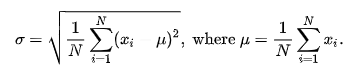 σ = √(1/N ∑_{i=1}^{N} (x_i − μ)²), where μ = 1/N ∑_{i=1}^{N} x_i.